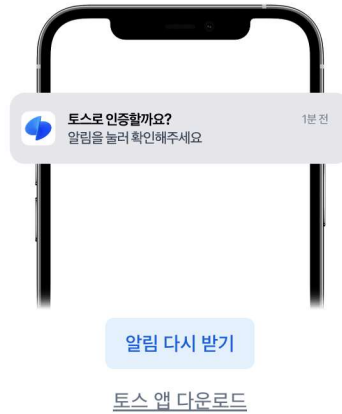 토스로 인증할까요?
1분 전
알림을 눌러 확인해주세요
알림 다시 받기
토스 앱 다운로드